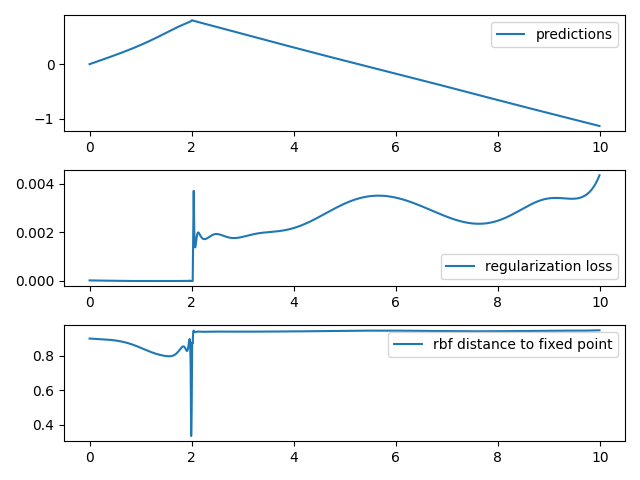 predictions
0
−1
0 2 4 6 8 10
0.004
0.002
0.000
regularization loss
0 2 4 6 8 10
0.8
0.6
0.4
rbf distance to fixed point
0 2 4 6 8 10